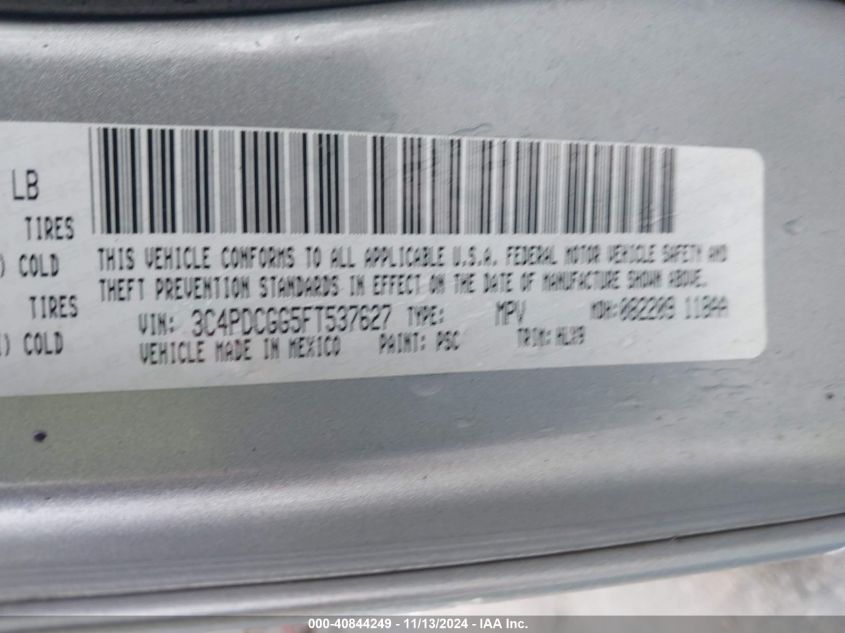 LB
TIRES
) COLD
TIRES
) COLD
THIS VEHICLE CONFORMS TO ALL APPLICABLE U.S.A. FEDERAL MOTOR VEHICLE SAFETY AND
THEFT PREVENTION STANDARDS IN EFFECT ON THE DATE OF MANUFACTURE SHOWN ABOVE.
VIN: 3C4PDCGG5FT537627 TYPE: MPV MDH:082209 118AA
VEHICLE MADE IN MEXICO PAINT: PSC TRIM: HLX9
000-40844249 - 11/13/2024 - IAA Inc.